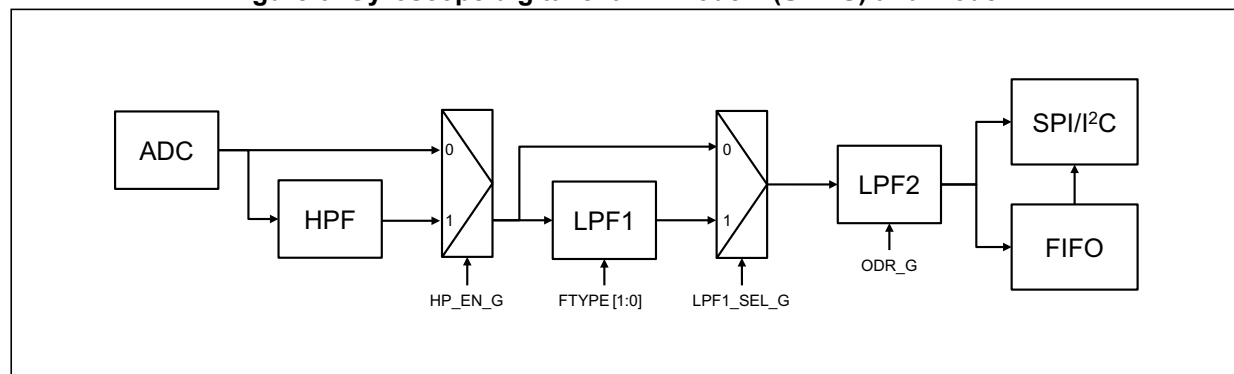 ADC
HPF
0
1
HP_EN_G
LPF1
FTYPE [1:0]
0
1
LPF1_SEL_G
LPF2
ODR_G
SPI/I²C
FIFO